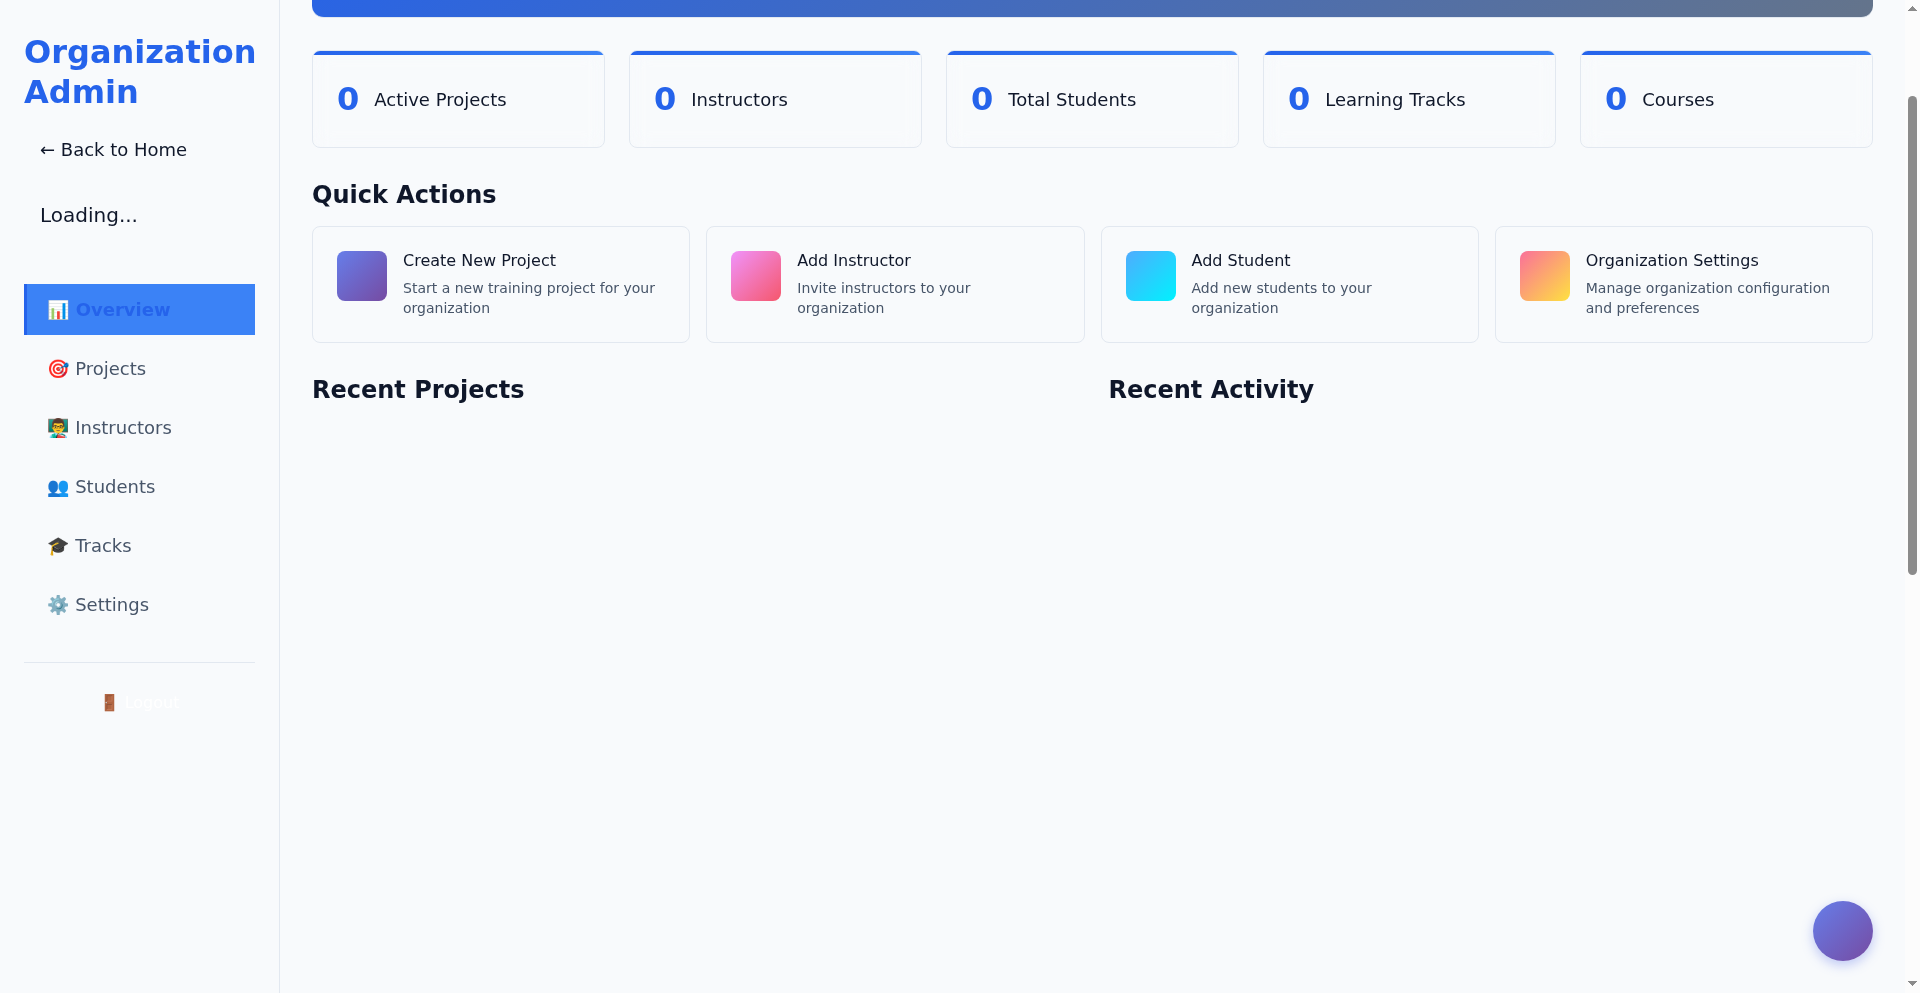 Organization
Admin
← Back to Home
Loading...
📊 Overview
🎯 Projects
👨‍🏫 Instructors
👥 Students
🎓 Tracks
⚙️ Settings
🚪 Logout
0 Active Projects
0 Instructors
0 Total Students
0 Learning Tracks
0 Courses
Quick Actions
Create New Project
Start a new training project for your
organization
Add Instructor
Invite instructors to your
organization
Add Student
Add new students to your
organization
Organization Settings
Manage organization configuration
and preferences
Recent Projects
Recent Activity